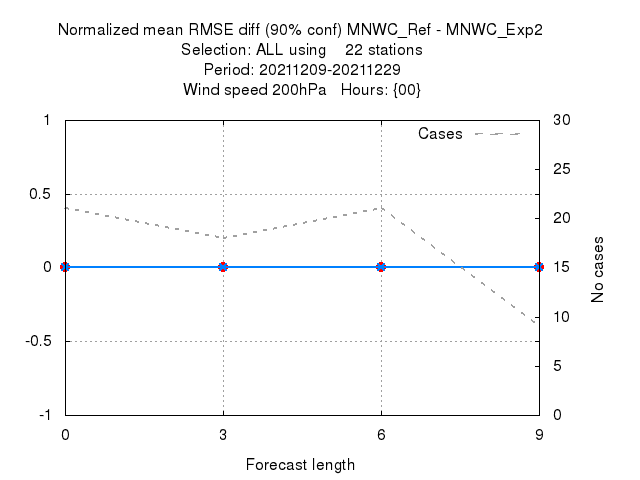 Normalized mean RMSE diff (90% conf) MNWC_Ref - MNWC_Exp2
Selection: ALL using 22 stations
Period: 20211209-20211229
Wind speed 200hPa Hours: {00}
Cases
1
0.5
0
-0.5
-1
30
25
20
15
10
5
0
No cases
0 3 6 9
Forecast length